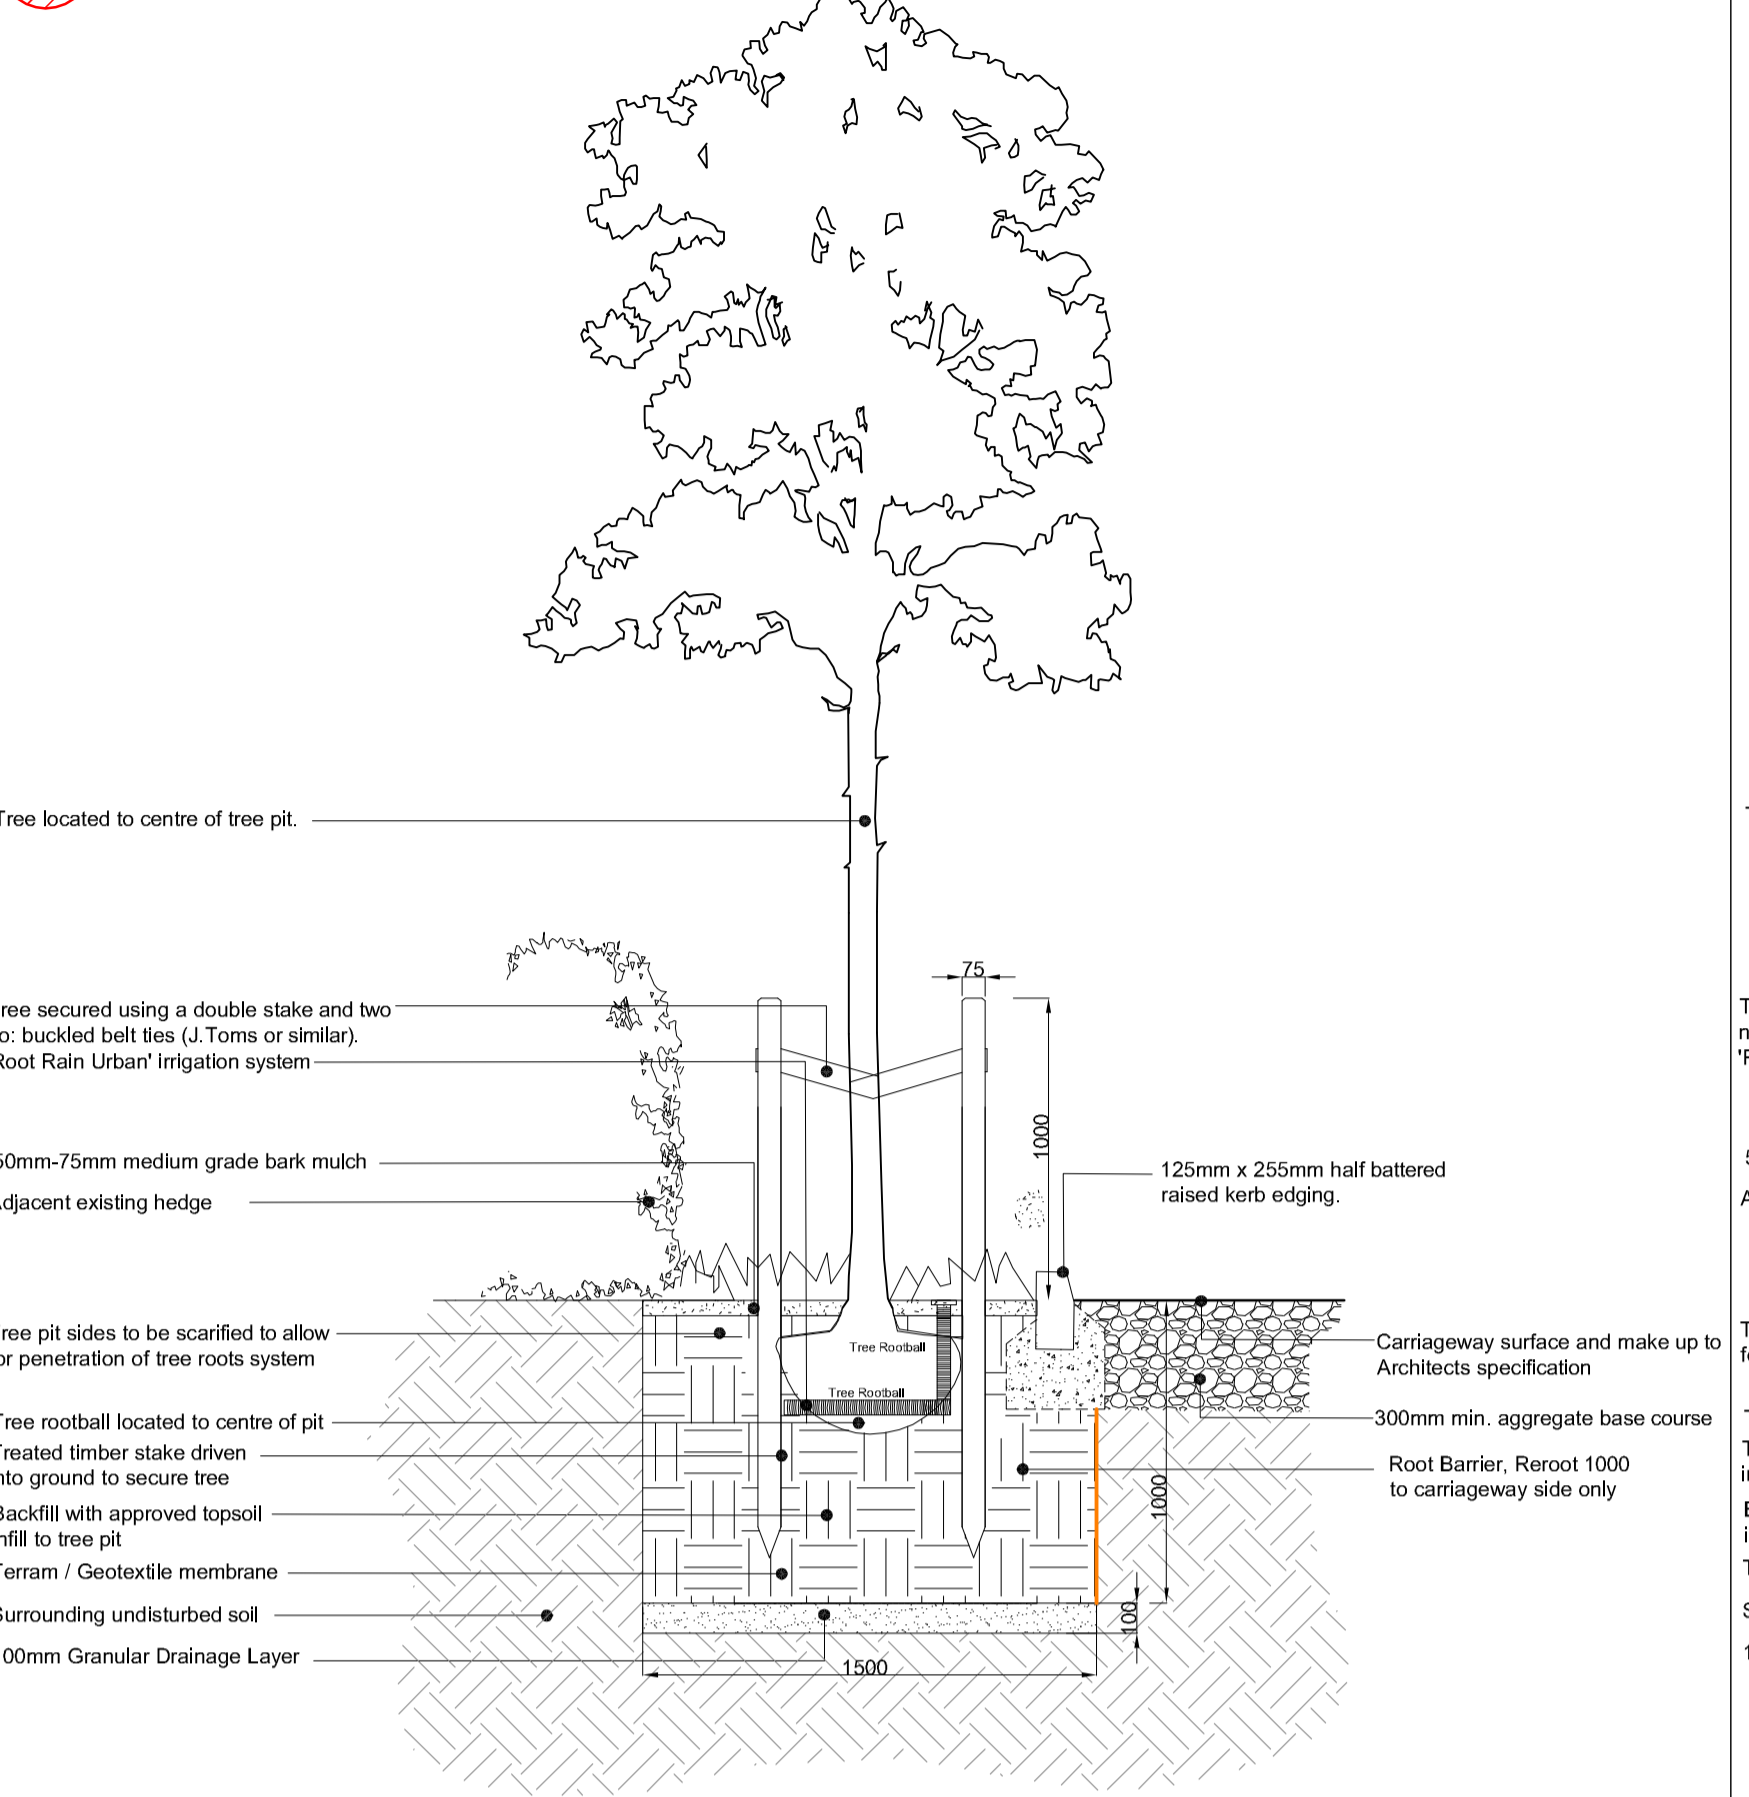 Tree located to centre of tree pit.
75
ree secured using a double stake and two
o: buckled belt ties (J.Toms or similar).
Root Rain Urban' irrigation system
1000
50mm-75mm medium grade bark mulch
125mm x 255mm half battered
raised kerb edging.
Adjacent existing hedge
ree pit sides to be scarified to allow
or penetration of tree roots system
Tree Rootball
Carriageway surface and make up to
Architects specification
Tree Rootball
300mm min. aggregate base course
Tree rootball located to centre of pit
Treated timber stake driven
nto ground to secure tree
Root Barrier, Reroot 1000
to carriageway side only
1000
Backfill with approved topsoil
nfill to tree pit
Terram / Geotextile membrane
Surrounding undisturbed soil
100
00mm Granular Drainage Layer
1500
T
n
'F
5
A
T
fe
T
i
B
i
T
S
1